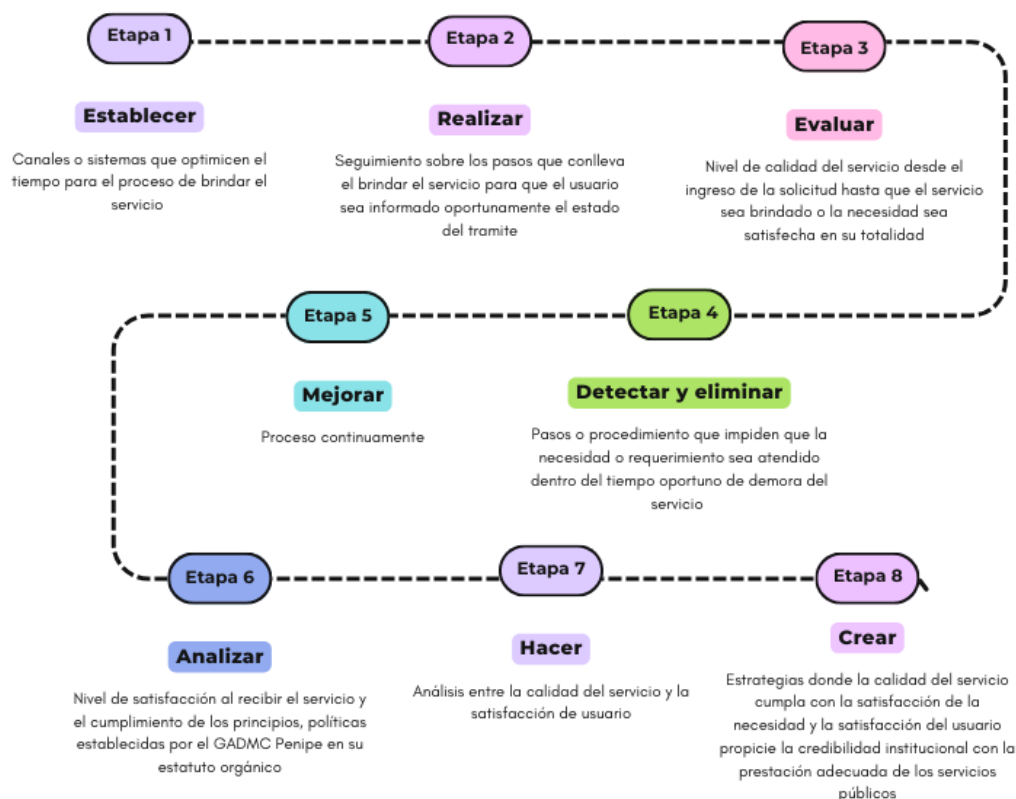 Etapa 1
Establecer
Canales o sistemas que optimicen el
tiempo para el proceso de brindar el
servicio
Etapa 2
Realizar
Seguimiento sobre los pasos que conlleva
el brindar el servicio para que el usuario
sea informado oportunamente el estado
del tramite
Etapa 3
Evaluar
Nivel de calidad del servicio desde el
ingreso de la solicitud hasta que el servicio
sea brindado o la necesidad sea
satisfecha en su totalidad
Etapa 4
Detectar y eliminar
Pasos o procedimiento que impiden que la
necesidad o requerimiento sea atendido
dentro del tiempo oportuno de demora del
servicio
Etapa 5
Mejorar
Proceso continuamente
Etapa 6
Analizar
Nivel de satisfacción al recibir el servicio y
el cumplimiento de los principios, políticas
establecidas por el GADMC Penipe en su
estatuto orgánico
Etapa 7
Hacer
Análisis entre la calidad del servicio y la
satisfacción de usuario
Etapa 8
Crear
Estrategias donde la calidad del servicio
cumpla con la satisfacción de la
necesidad y la satisfacción del usuario
propicie la credibilidad institucional con la
prestación adecuada de los servicios
públicos